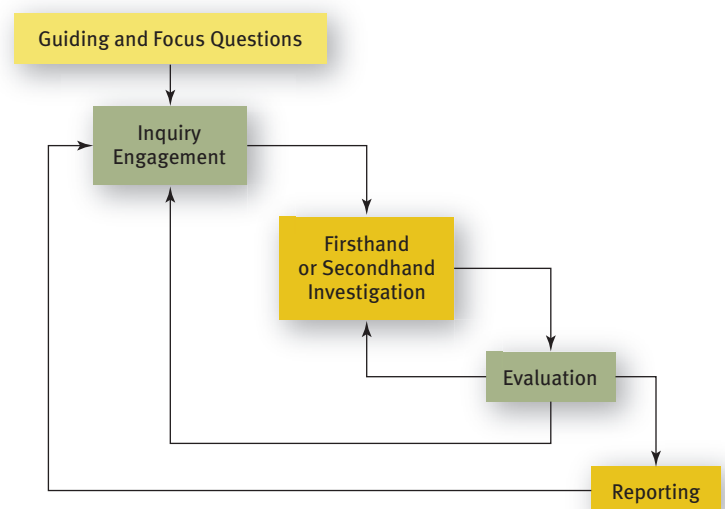 Guiding and Focus Questions
Inquiry
Engagement
Firsthand
or Secondhand
Investigation
Evaluation
Reporting